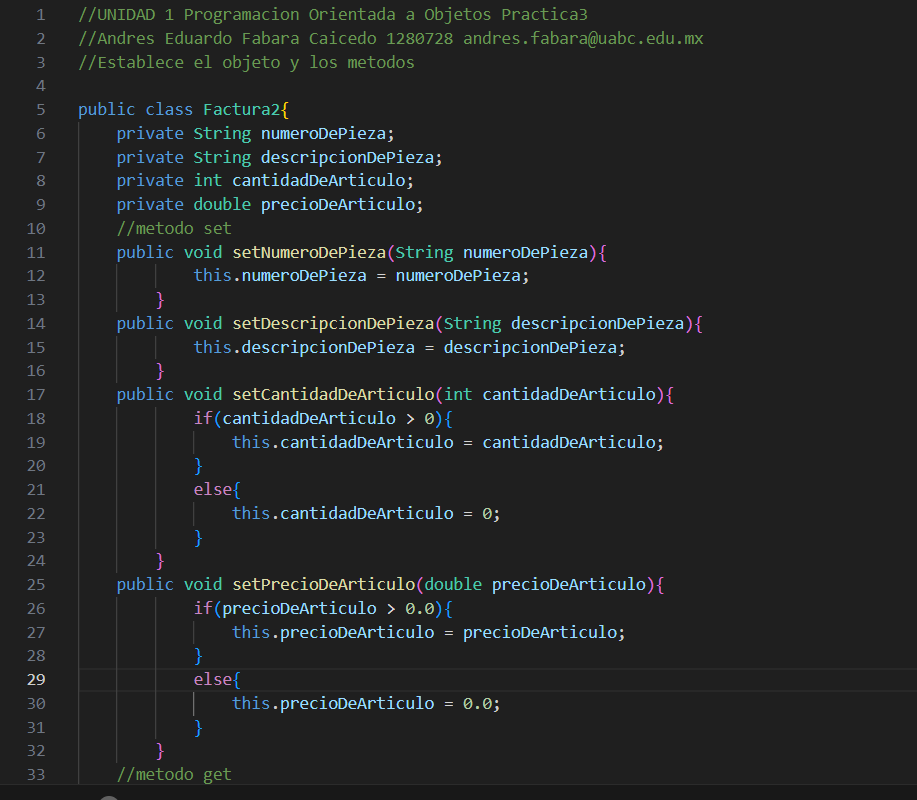 1 //UNIDAD 1 Programacion Orientada a Objetos Practica3
2 //Andres Eduardo Fabara Caicedo 1280728 andres.fabara@uabc.edu.mx
3 //Establece el objeto y los metodos
4
5 public class Factura2{
6 private String numeroDePieza;
7 private String descripcionDePieza;
8 private int cantidadDeArticulo;
9 private double precioDeArticulo;
10 //metodo set
11 public void setNumeroDePieza(String numeroDePieza){
12 this.numeroDePieza = numeroDePieza;
13 }
14 public void setDescripcionDePieza(String descripcionDePieza){
15 this.descripcionDePieza = descripcionDePieza;
16 }
17 public void setCantidadDeArticulo(int cantidadDeArticulo){
18 if(cantidadDeArticulo > 0){
19 this.cantidadDeArticulo = cantidadDeArticulo;
20 }
21 else{
22 this.cantidadDeArticulo = 0;
23 }
24 }
25 public void setPrecioDeArticulo(double precioDeArticulo){
26 if(precioDeArticulo > 0.0){
27 this.precioDeArticulo = precioDeArticulo;
28 }
29 else{
30 this.precioDeArticulo = 0.0;
31 }
32 }
33 //metodo get